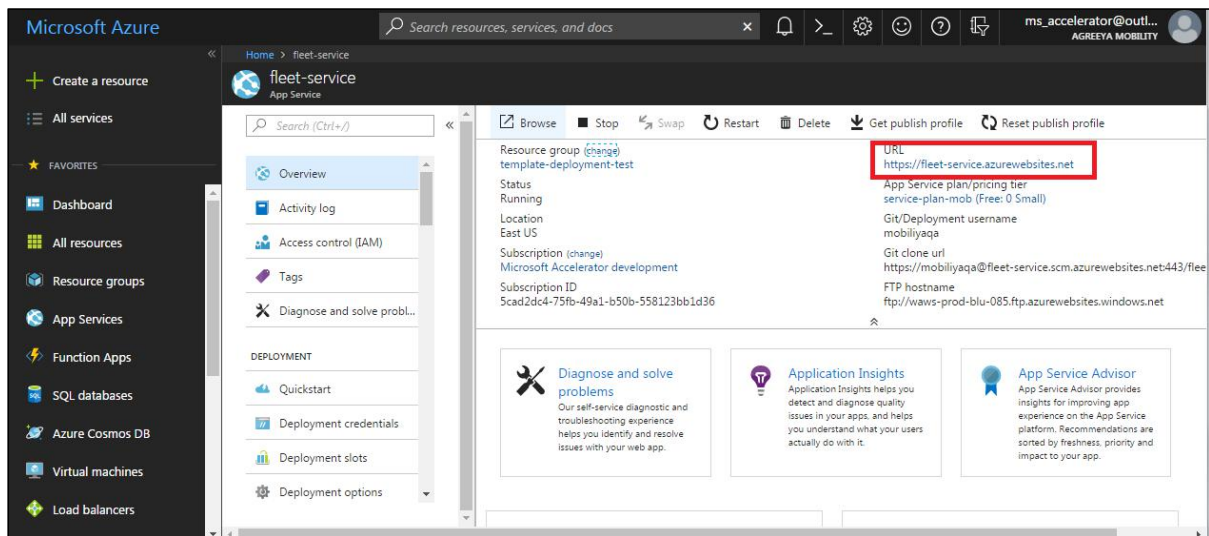 Microsoft Azure
Search resources, services, and docs
ms_accelerator@outl...
AGREEYA MOBILITY
Create a resource
All services
FAVORITES
Dashboard
All resources
Resource groups
App Services
Function Apps
SQL databases
Azure Cosmos DB
Virtual machines
Load balancers
Home > fleet-service
fleet-service
App Service
Search (Ctrl+/)
Overview
Activity log
Access control (IAM)
Tags
Diagnose and solve probl...
DEPLOYMENT
Quickstart
Deployment credentials
Deployment slots
Deployment options
Browse Stop Swap Restart Delete Get publish profile Reset publish profile
Resource group (change)
template-deployment-test
Status
Running
Location
East US
Subscription (change)
Microsoft Accelerator development
Subscription ID
5cad2dc4-75fb-49a1-b50b-558123bb1d36
URL
https://fleet-service.azurewebsites.net
App Service plan/pricing tier
service-plan-mob (Free: 0 Small)
Git/Deployment username
mobiliyaqa
Git clone url
https://mobiliyaqa@fleet-service.scm.azurewebsites.net:443/flee
FTP hostname
ftp://waws-prod-blu-085.ftp.azurewebsites.windows.net
Diagnose and solve
problems
Our self-service diagnostic and
troubleshooting experience
helps you identify and resolve
issues with your web app.
Application Insights
Application Insights helps you
detect and diagnose quality
issues in your apps, and helps
you understand what your users
actually do with it.
App Service Advisor
App Service Advisor provides
insights for improving app
experience on the App Service
platform. Recommendations are
sorted by freshness, priority and
impact to your app.